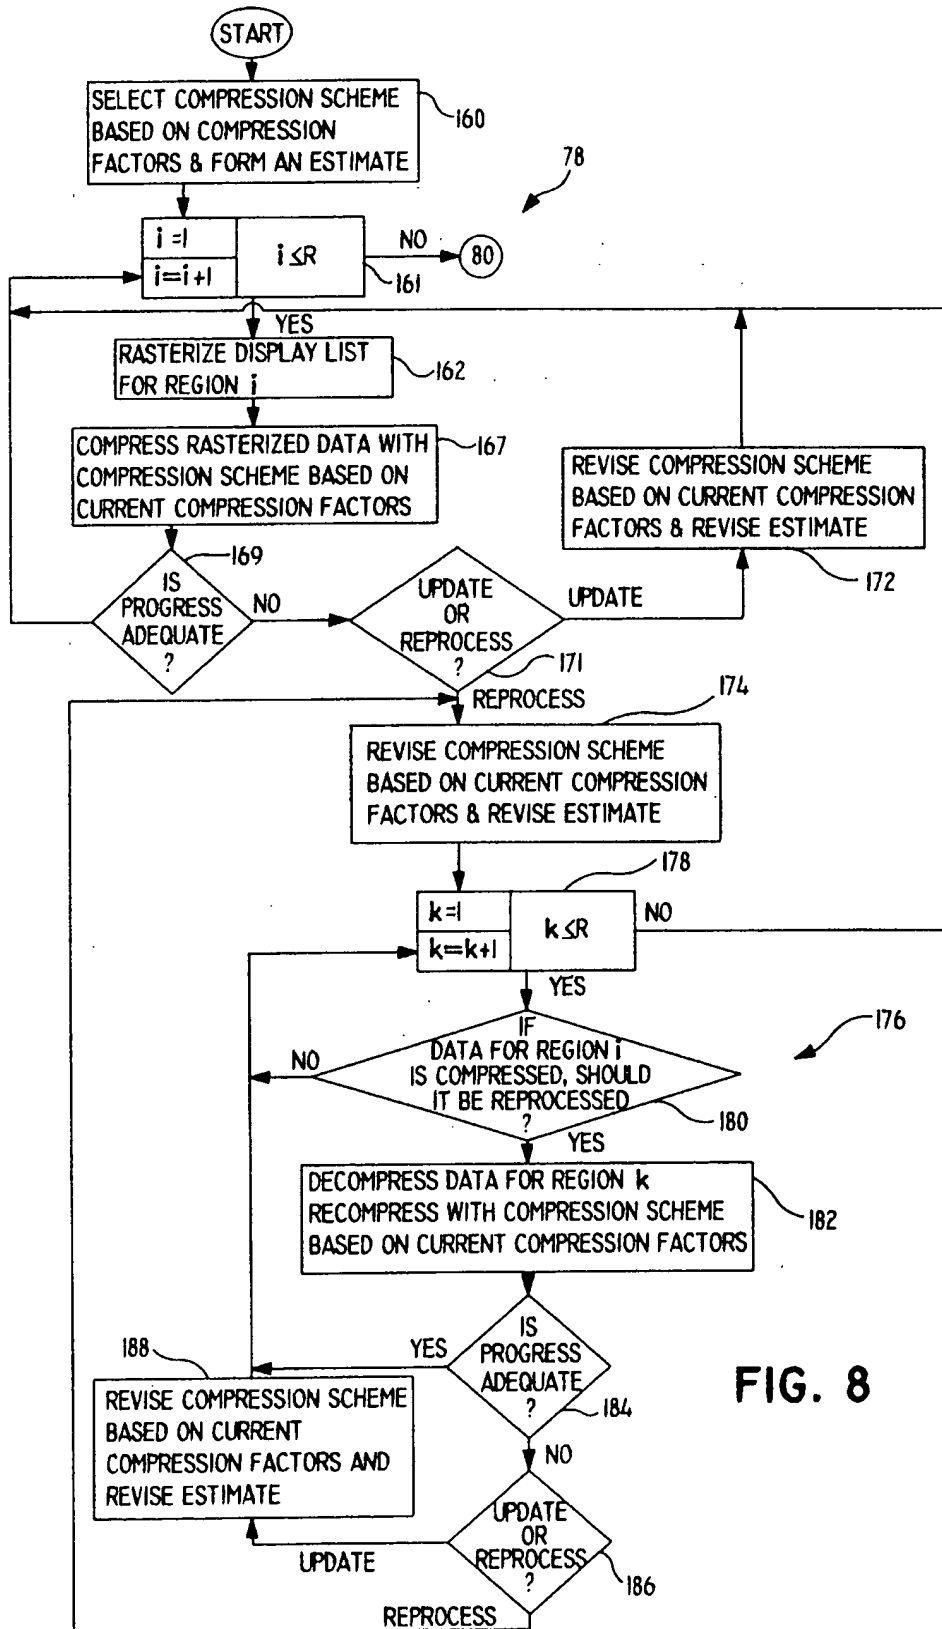 START
SELECT COMPRESSION SCHEME
BASED ON COMPRESSION
FACTORS & FORM AN ESTIMATE
160
78
i=1
i=i+1
i≤R
NO
80
161
YES
RASTERIZE DISPLAY LIST
FOR REGION i
162
COMPRESS RASTERIZED DATA WITH
COMPRESSION SCHEME BASED ON
CURRENT COMPRESSION FACTORS
167
REVISE COMPRESSION SCHEME
BASED ON CURRENT COMPRESSION
FACTORS & REVISE ESTIMATE
172
169
IS
PROGRESS
ADEQUATE
?
NO
UPDATE
OR
REPROCESS
?
UPDATE
171
REPROCESS
174
REVISE COMPRESSION SCHEME
BASED ON CURRENT COMPRESSION
FACTORS & REVISE ESTIMATE
178
k=1
k=k+1
k≤R
NO
YES
176
IF
DATA FOR REGION i
IS COMPRESSED, SHOULD
IT BE REPROCESSED
?
NO
180
YES
DECOMPRESS DATA FOR REGION k
RECOMPRESS WITH COMPRESSION SCHEME
BASED ON CURRENT COMPRESSION FACTORS
182
IS
PROGRESS
ADEQUATE
?
YES
184
188
REVISE COMPRESSION SCHEME
BASED ON CURRENT
COMPRESSION FACTORS AND
REVISE ESTIMATE
FIG. 8
NO
UPDATE
OR
REPROCESS
?
UPDATE
186
REPROCESS